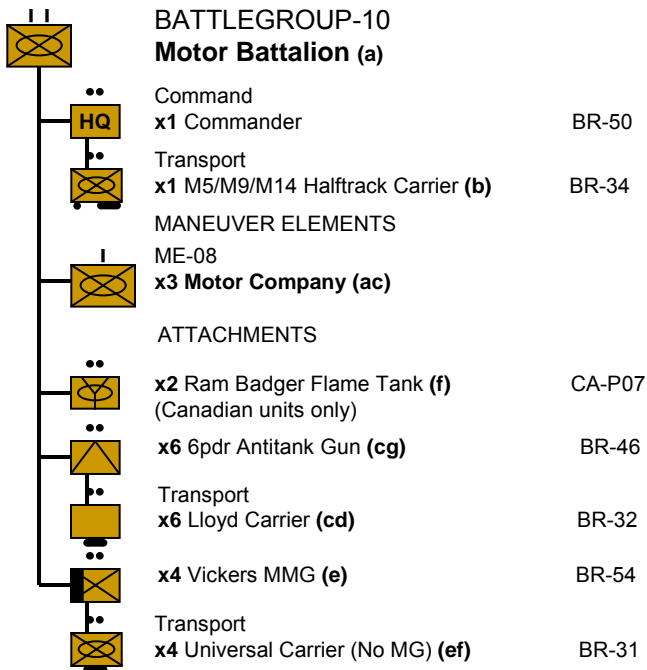 BATTLEGROUP-10
Motor Battalion (a)
Command
HQ x1 Commander BR-50
Transport
x1 M5/M9/M14 Halftrack Carrier (b) BR-34
MANEUVER ELEMENTS
ME-08
x3 Motor Company (ac)
ATTACHMENTS
x2 Ram Badger Flame Tank (f) CA-P07
(Canadian units only)
x6 6pdr Antitank Gun (cg) BR-46
Transport
x6 Lloyd Carrier (cd) BR-32
x4 Vickers MMG (e) BR-54
Transport
x4 Universal Carrier (No MG) (ef) BR-31